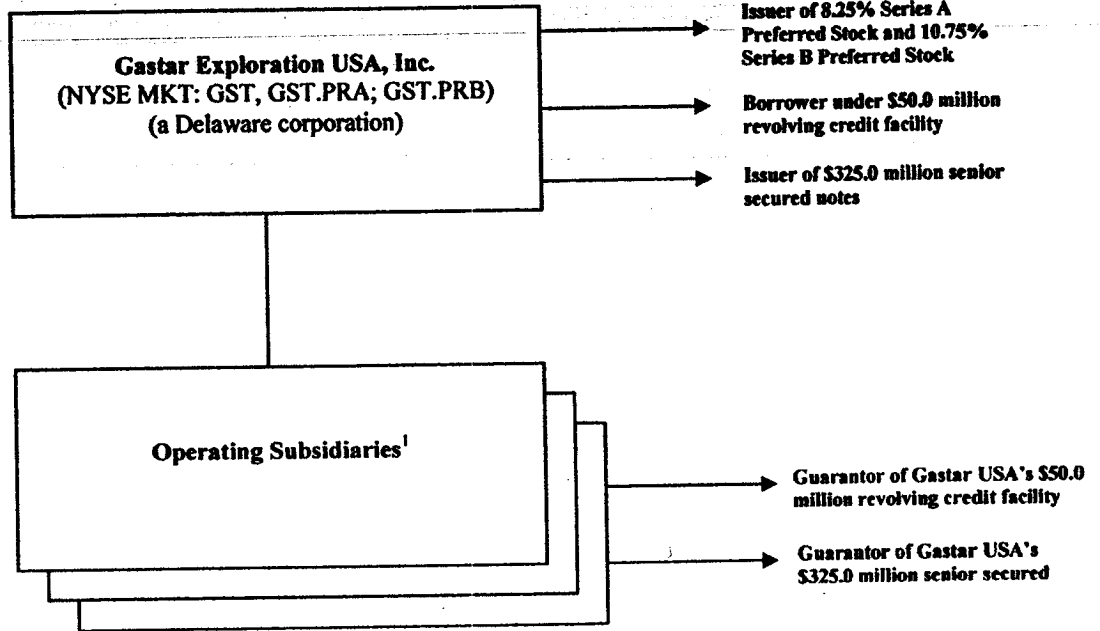 Issuer of 8.25% Series A
Preferred Stock and 10.75%
Series B Preferred Stock
Gastar Exploration USA, Inc.
(NYSE MKT: GST, GST.PRA; GST.PRB)
(a Delaware corporation)
Borrower under $50.0 million
revolving credit facility
Issuer of $325.0 million senior
secured notes
Operating Subsidiaries¹
Guarantor of Gastar USA's $50.0
million revolving credit facility
Guarantor of Gastar USA's
$325.0 million senior secured